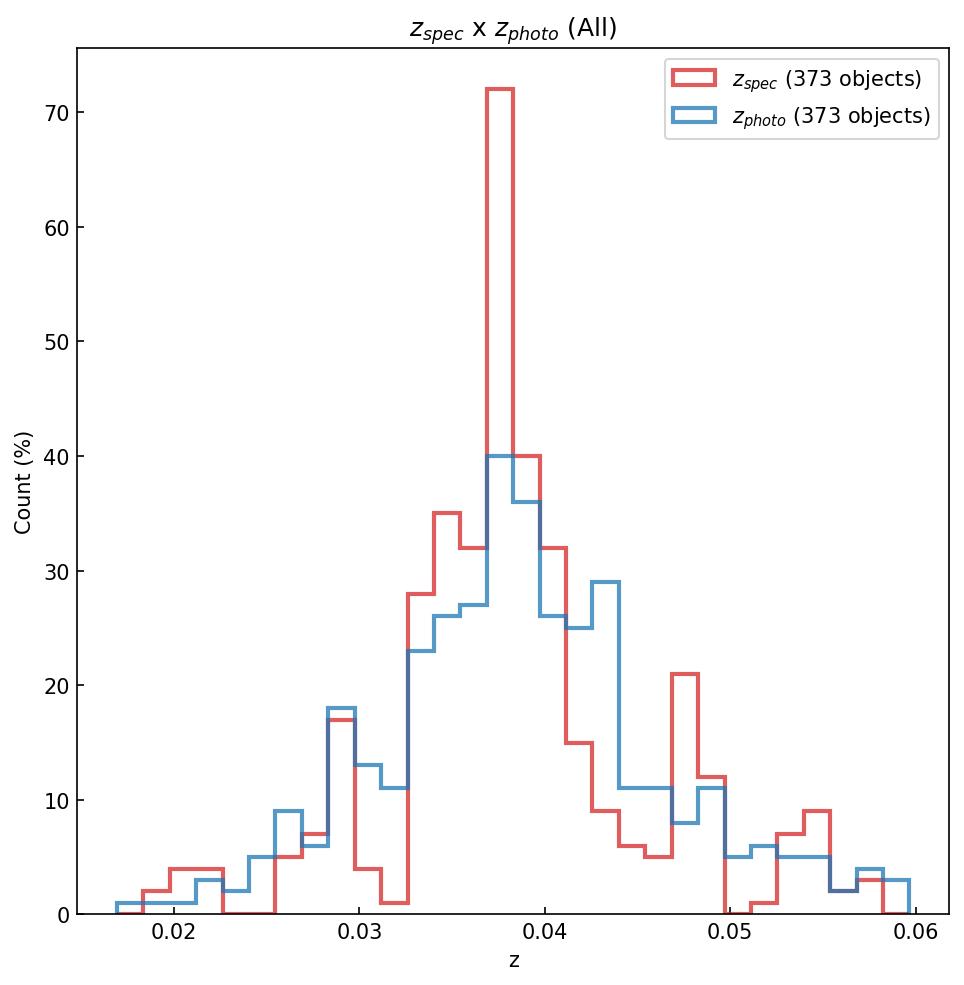 z_spec x z_photo (All)
z_spec (373 objects)
z_photo (373 objects)
Count (%)
70
60
50
40
30
20
10
0
0.02 0.03 0.04 0.05 0.06
z